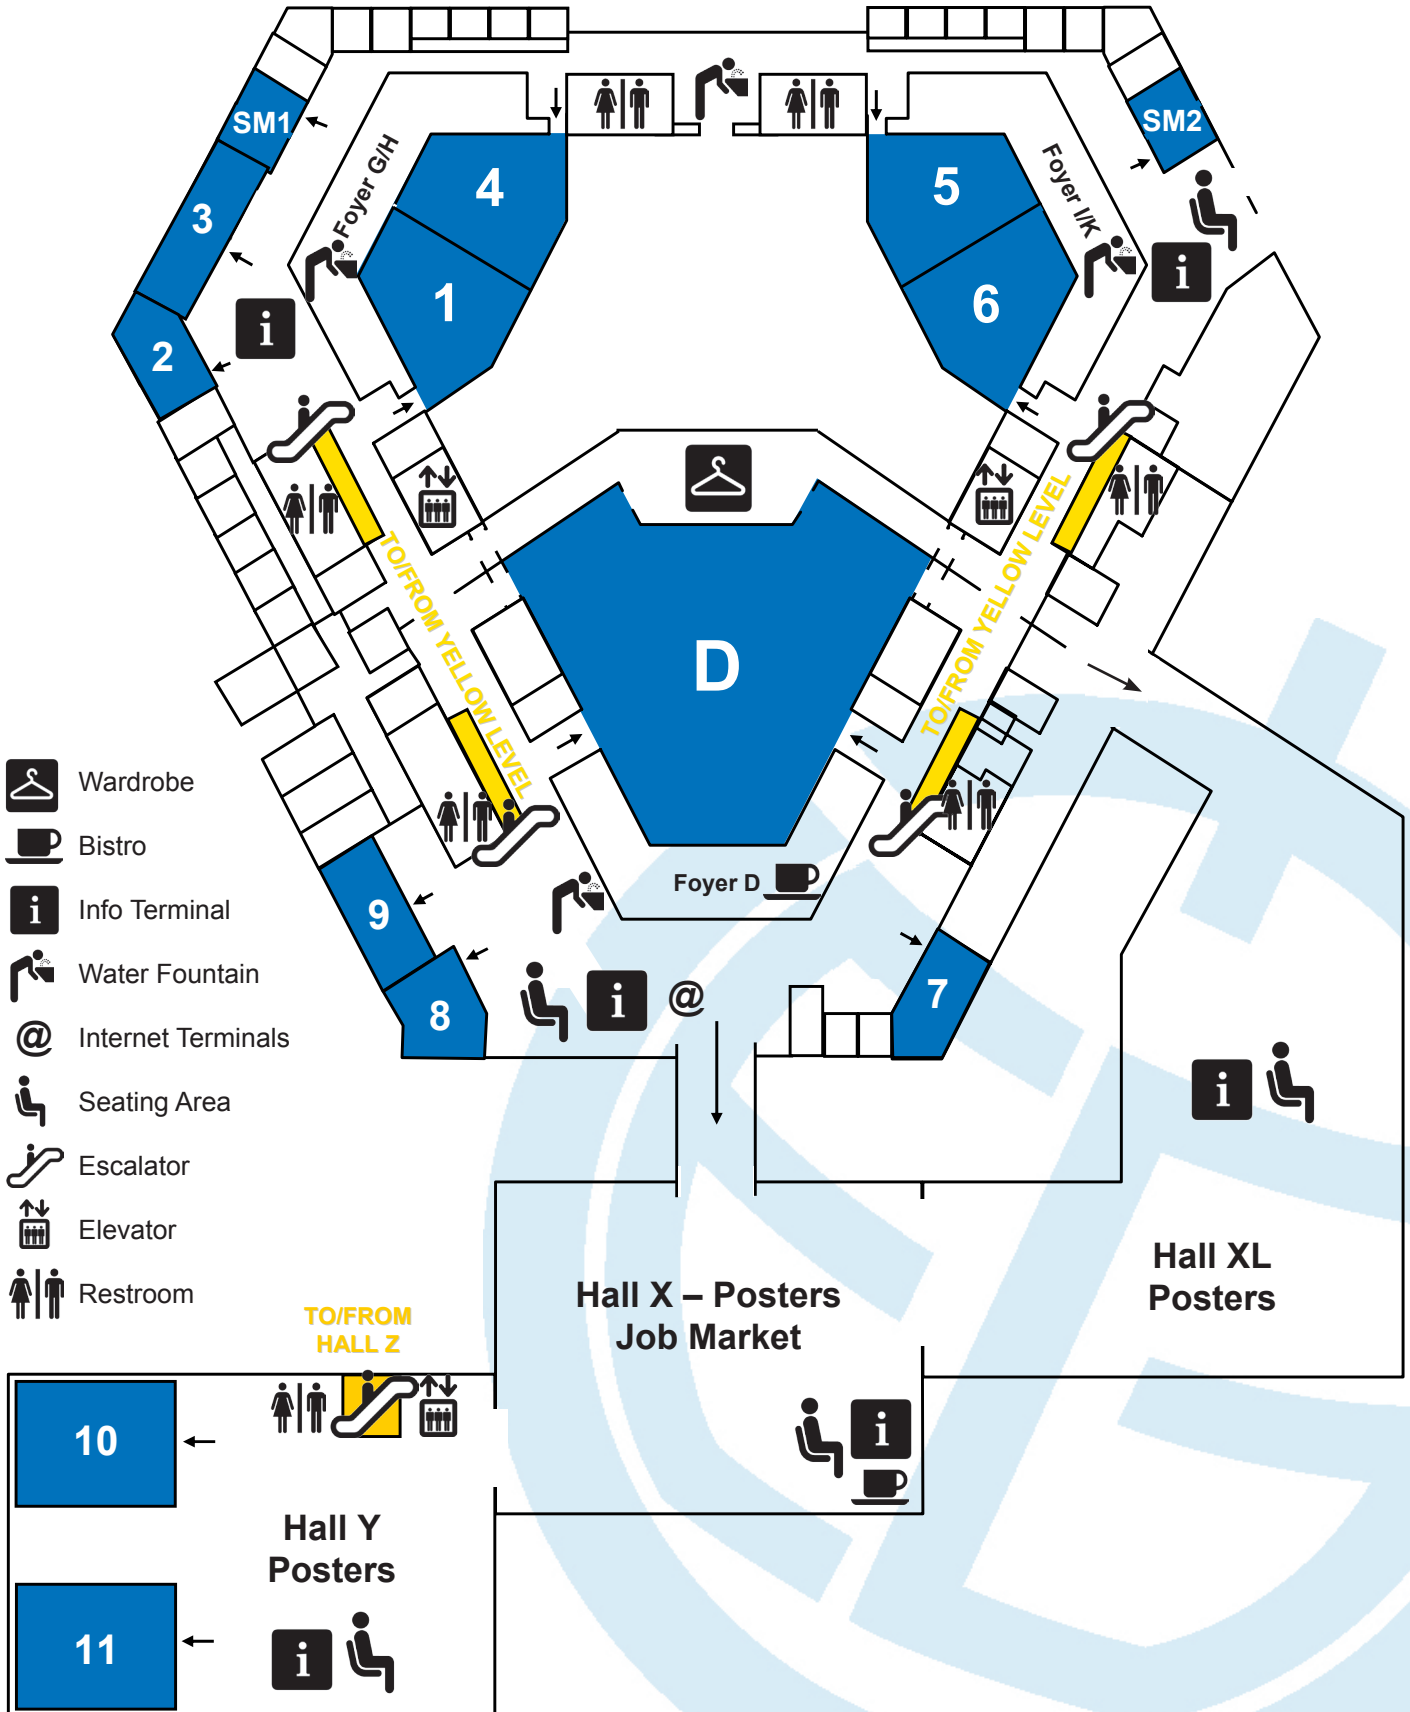 SM1
SM2
Foyer G/H
4
5
Foyer I/K
3
1
6
i
i
2
TO/FROM YELLOW LEVEL
TO/FROM YELLOW LEVEL
D
Wardrobe
Bistro
i Info Terminal
Water Fountain
@ Internet Terminals
Seating Area
Escalator
Elevator
Restroom
Foyer D
9
8
i
@
7
i
Hall X – Posters
Job Market
Hall XL
Posters
TO/FROM
HALL Z
10
i
Hall Y
Posters
11
i